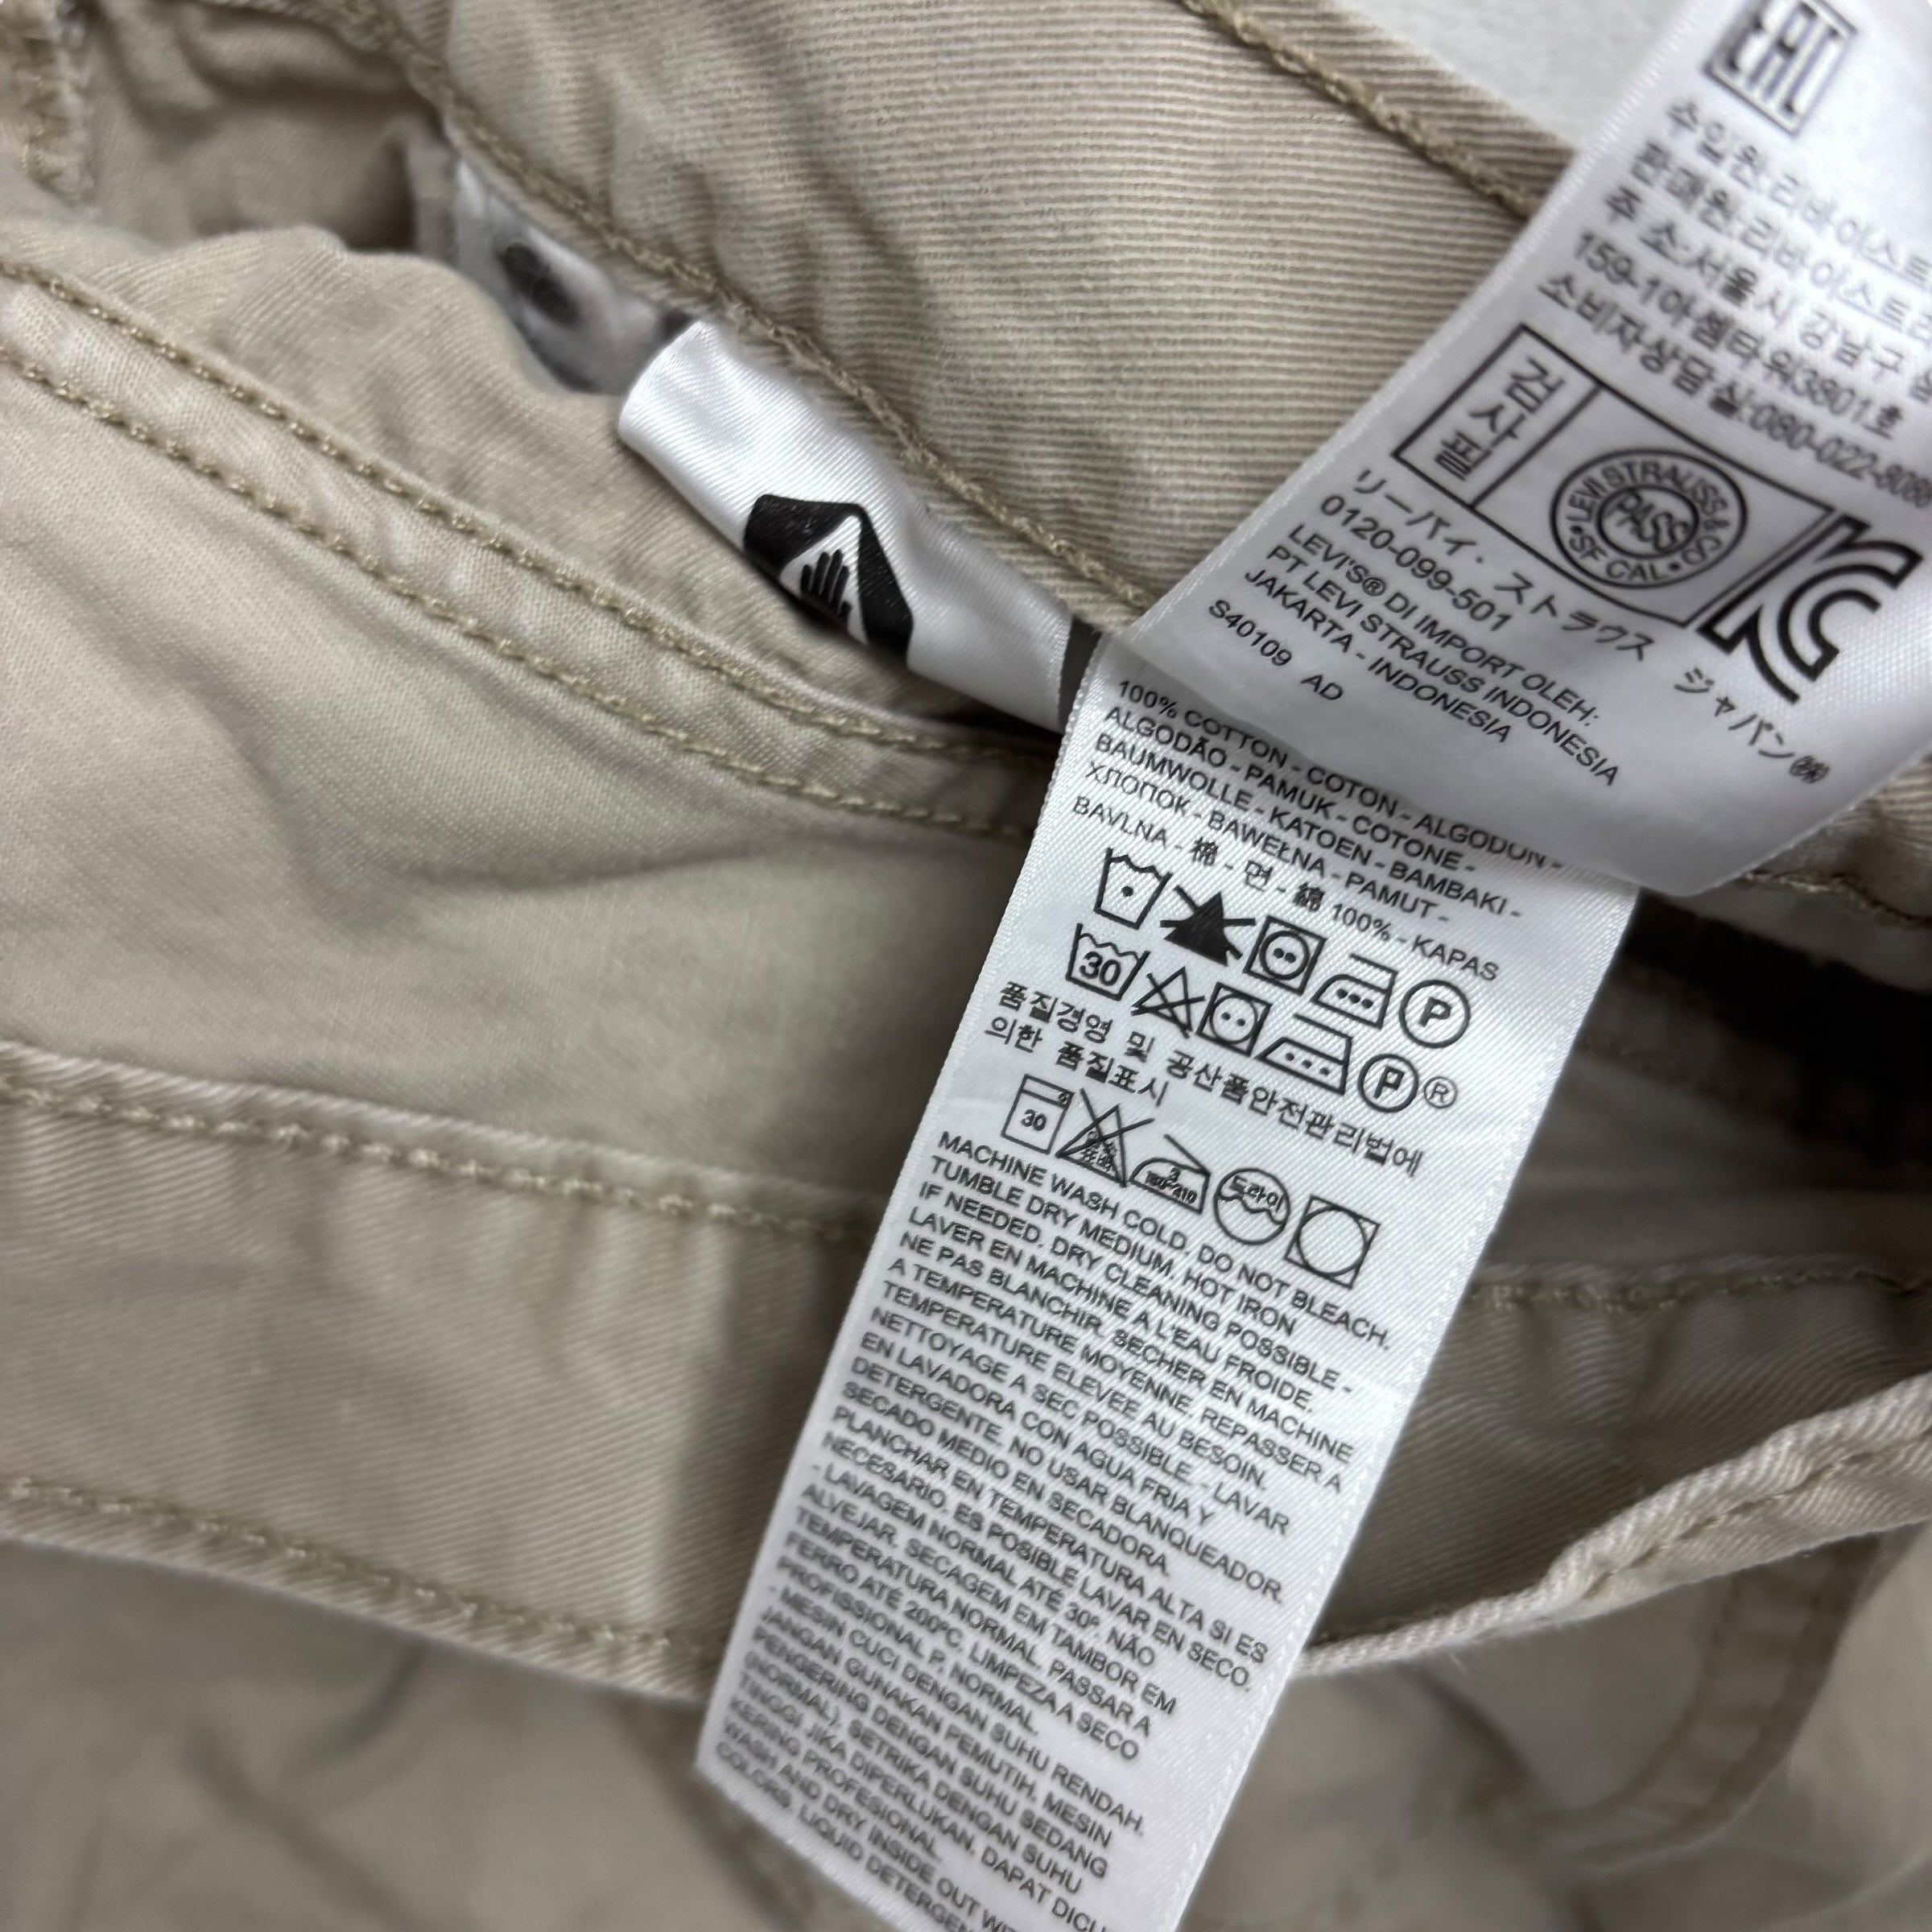 EAC
수입원:리바이스트
판매원:리바이스트라
주 소:서울시 강남구
159-1아셈타워3801호
소비자상담실:080-022-
검사필
LEVI STRAUSS & CO
PASS
SF CAL
リーバイ・ストラウス ジャパン㈱
0120-099-501
LEVI'S® DI IMPORT OLEH:
PT LEVI STRAUSS INDONESIA
JAKARTA - INDONESIA
S40109 AD
100% COTTON - COTON - ALGODON -
ALGODÃO - PAMUK - COTONE -
BAUMWOLLE - KATOEN - BAMBAKI -
ХЛОПОК - BAWEŁNA - PAMUT -
BAVLNA - 棉 - 면 - 綿 100% - KAPAS
P
30
P ®
품질경영 및 공산품안전관리법에
의한 품질표시
30
3
180-210
드라이
MACHINE WASH COLD. DO NOT BLEACH.
TUMBLE DRY MEDIUM. HOT IRON
IF NEEDED. DRY CLEANING POSSIBLE -
LAVER EN MACHINE A L'EAU FROIDE.
NE PAS BLANCHIR. SECHER EN MACHINE
A TEMPERATURE MOYENNE. REPASSER A
TEMPERATURE ELEVEE AU BESOIN.
NETTOYAGE A SEC POSSIBLE. - LAVAR
EN LAVADORA CON AGUA FRIA Y
DETERGENTE. NO USAR BLANQUEADOR.
SECADO MEDIO EN SECADORA.
PLANCHAR EN TEMPERATURA ALTA SI ES
NECESARIO. ES POSIBLE LAVAR EN SECO.
- LAVAGEM NORMAL ATÉ 30º. NÃO
ALVEJAR. SECAGEM EM TAMBOR EM
TEMPERATURA NORMAL. PASSAR A
FERRO ATÉ 200ºC. LIMPEZA A SECO
PROFISSIONAL P, NORMAL
- MESIN CUCI DENGAN SUHU RENDAH.
JANGAN GUNAKAN PEMUTIH. MESIN
PENGERING DENGAN SUHU SEDANG
(NORMAL), SETRIKA DENGAN SUHU
TINGGI JIKA DIPERLUKAN. DAPAT DICU
KERING PROFESIONAL
WASH AND DRY INSIDE OUT WIT
COLORS. LIQUID DETERGEN